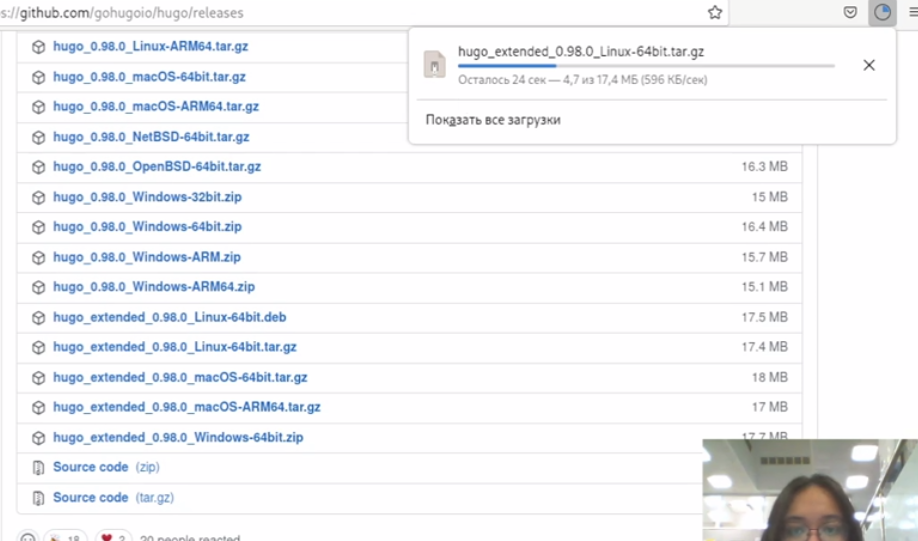 s://github.com/gohugoio/hugo/releases
hugo_0.98.0_Linux-ARM64.tar.gz
hugo_extended_0.98.0_Linux-64bit.tar.gz
Осталось 24 сек — 4,7 из 17,4 МБ (596 КБ/сек)
Показать все загрузки
hugo_0.98.0_macOS-64bit.tar.gz
hugo_0.98.0_macOS-ARM64.tar.gz
hugo_0.98.0_NetBSD-64bit.tar.gz
hugo_0.98.0_OpenBSD-64bit.tar.gz 16.3 MB
hugo_0.98.0_Windows-32bit.zip 15 MB
hugo_0.98.0_Windows-64bit.zip 16.4 MB
hugo_0.98.0_Windows-ARM.zip 15.7 MB
hugo_0.98.0_Windows-ARM64.zip 15.1 MB
hugo_extended_0.98.0_Linux-64bit.deb 17.5 MB
hugo_extended_0.98.0_Linux-64bit.tar.gz 17.4 MB
hugo_extended_0.98.0_macOS-64bit.tar.gz 18 MB
hugo_extended_0.98.0_macOS-ARM64.tar.gz 17 MB
hugo_extended_0.98.0_Windows-64bit.zip 17.7 MB
Source code (zip)
Source code (tar.gz)
18 2 20 people reacted